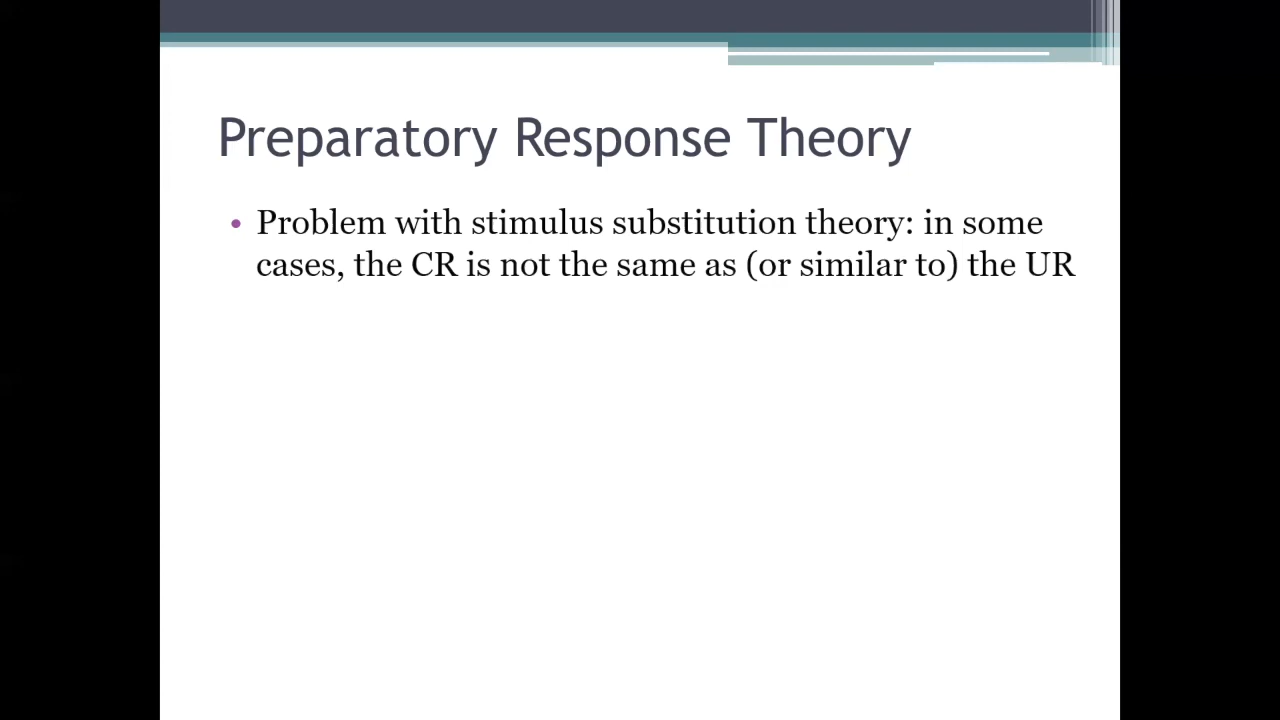 Preparatory Response Theory
• Problem with stimulus substitution theory: in some
cases, the CR is not the same as (or similar to) the UR